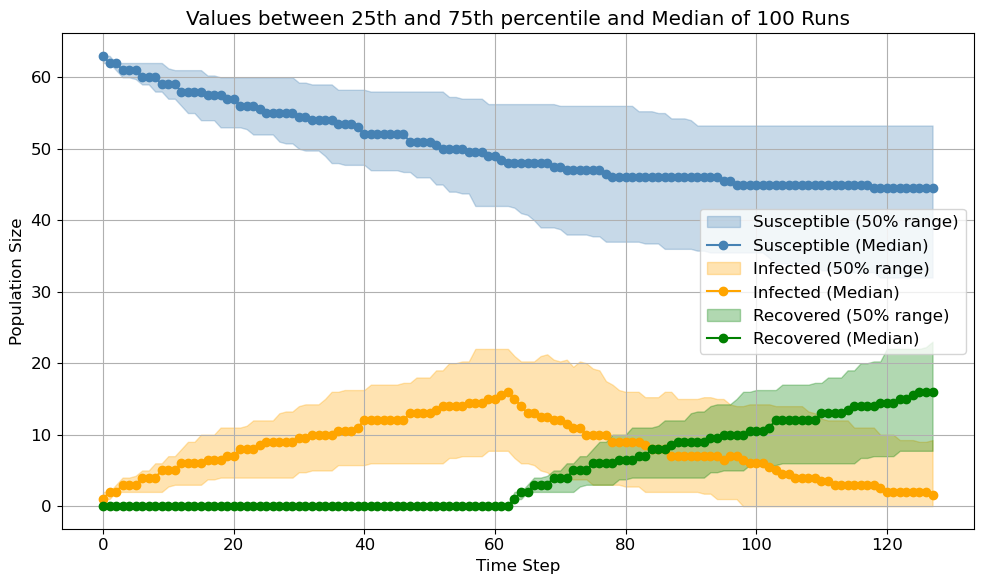 Values between 25th and 75th percentile and Median of 100 Runs
Population Size
60
50
40
30
20
10
0
Susceptible (50% range)
Susceptible (Median)
Infected (50% range)
Infected (Median)
Recovered (50% range)
Recovered (Median)
0 20 40 60 80 100 120
Time Step